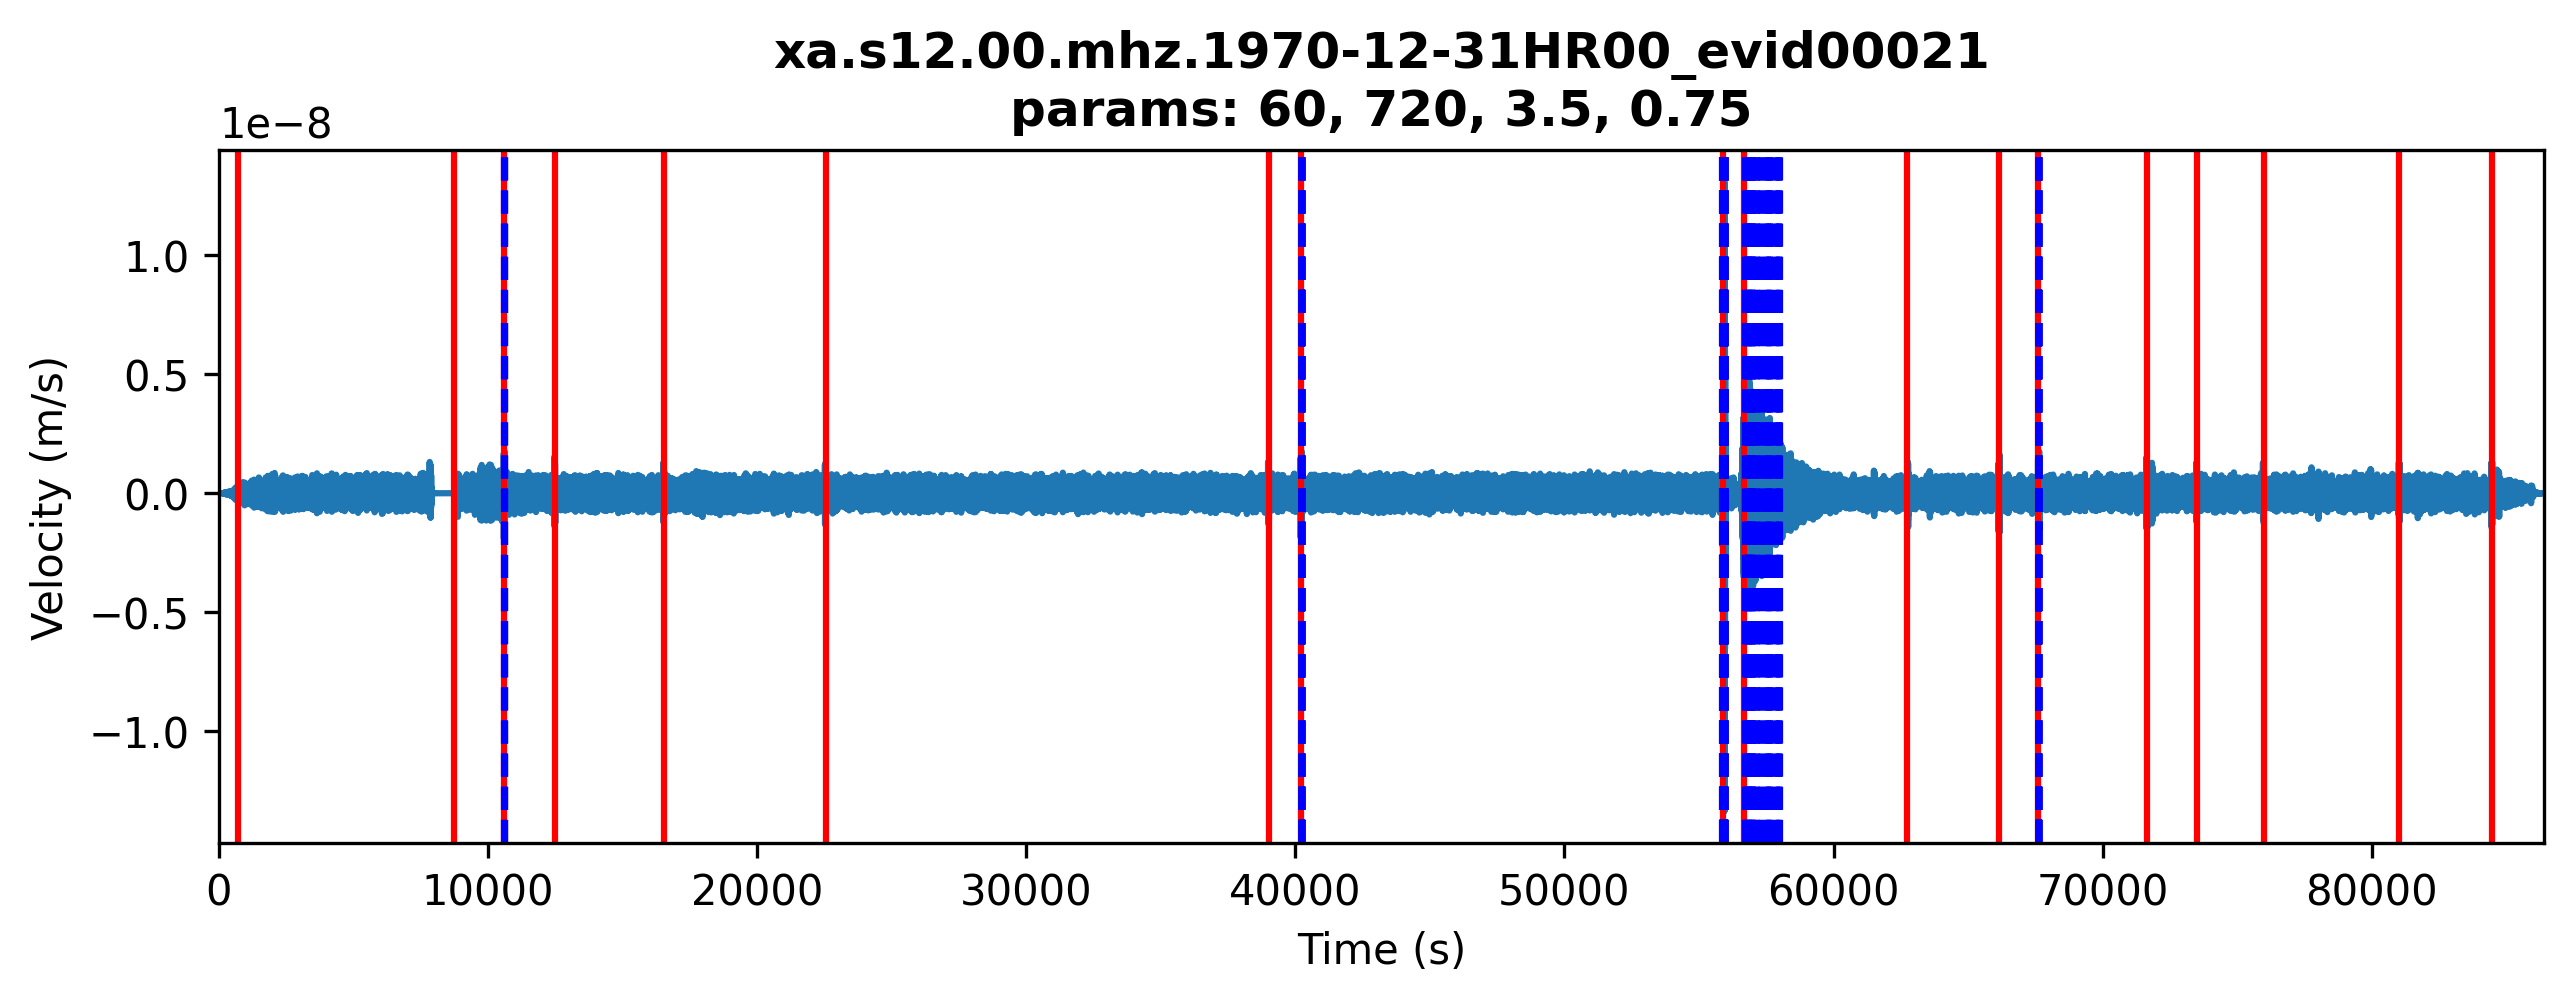 xa.s12.00.mhz.1970-12-31HR00_evid00021
params: 60, 720, 3.5, 0.75
1e−8
1.0
0.5
0.0
−0.5
−1.0
Velocity (m/s)
0 10000 20000 30000 40000 50000 60000 70000 80000
Time (s)